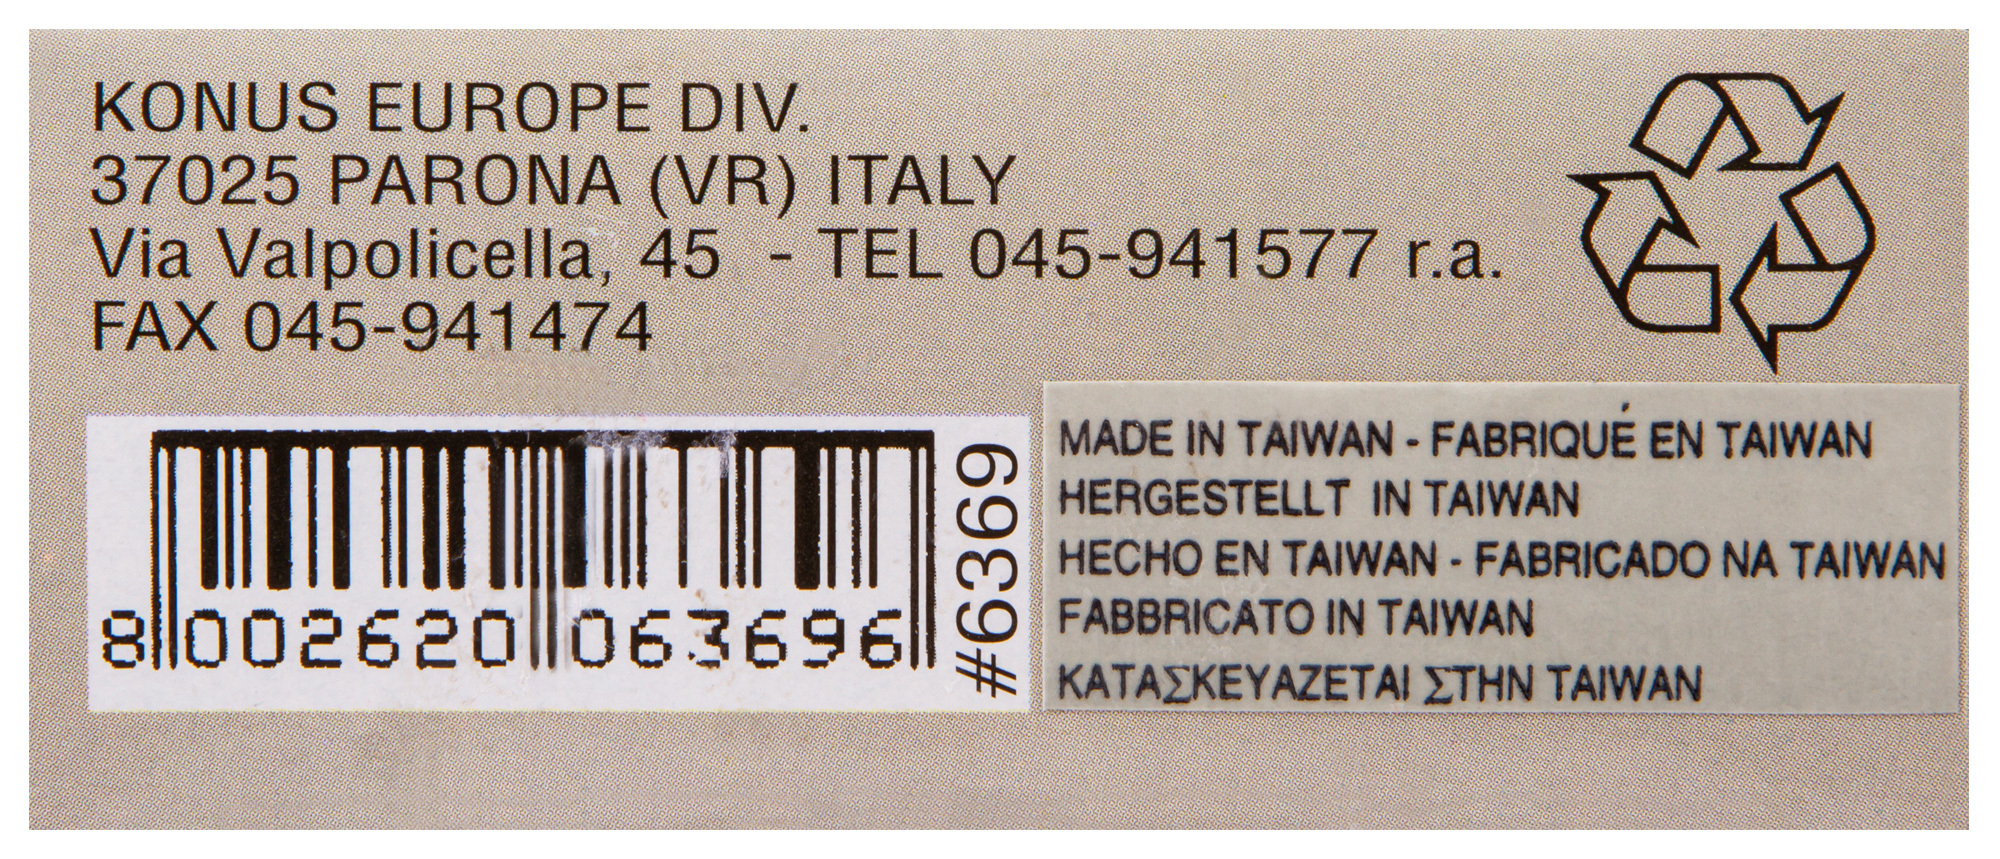 KONUS EUROPE DIV.
37025 PARONA (VR) ITALY
Via Valpolicella, 45 - TEL 045-941577 r.a.
FAX 045-941474
8 002620 063696
#6369
MADE IN TAIWAN - FABRIQUÉ EN TAIWAN
HERGESTELLT IN TAIWAN
HECHO EN TAIWAN - FABRICADO NA TAIWAN
FABBRICATO IN TAIWAN
ΚΑΤΑΣΚΕΥΑΖΕΤΑΙ ΣΤΗΝ TAIWAN